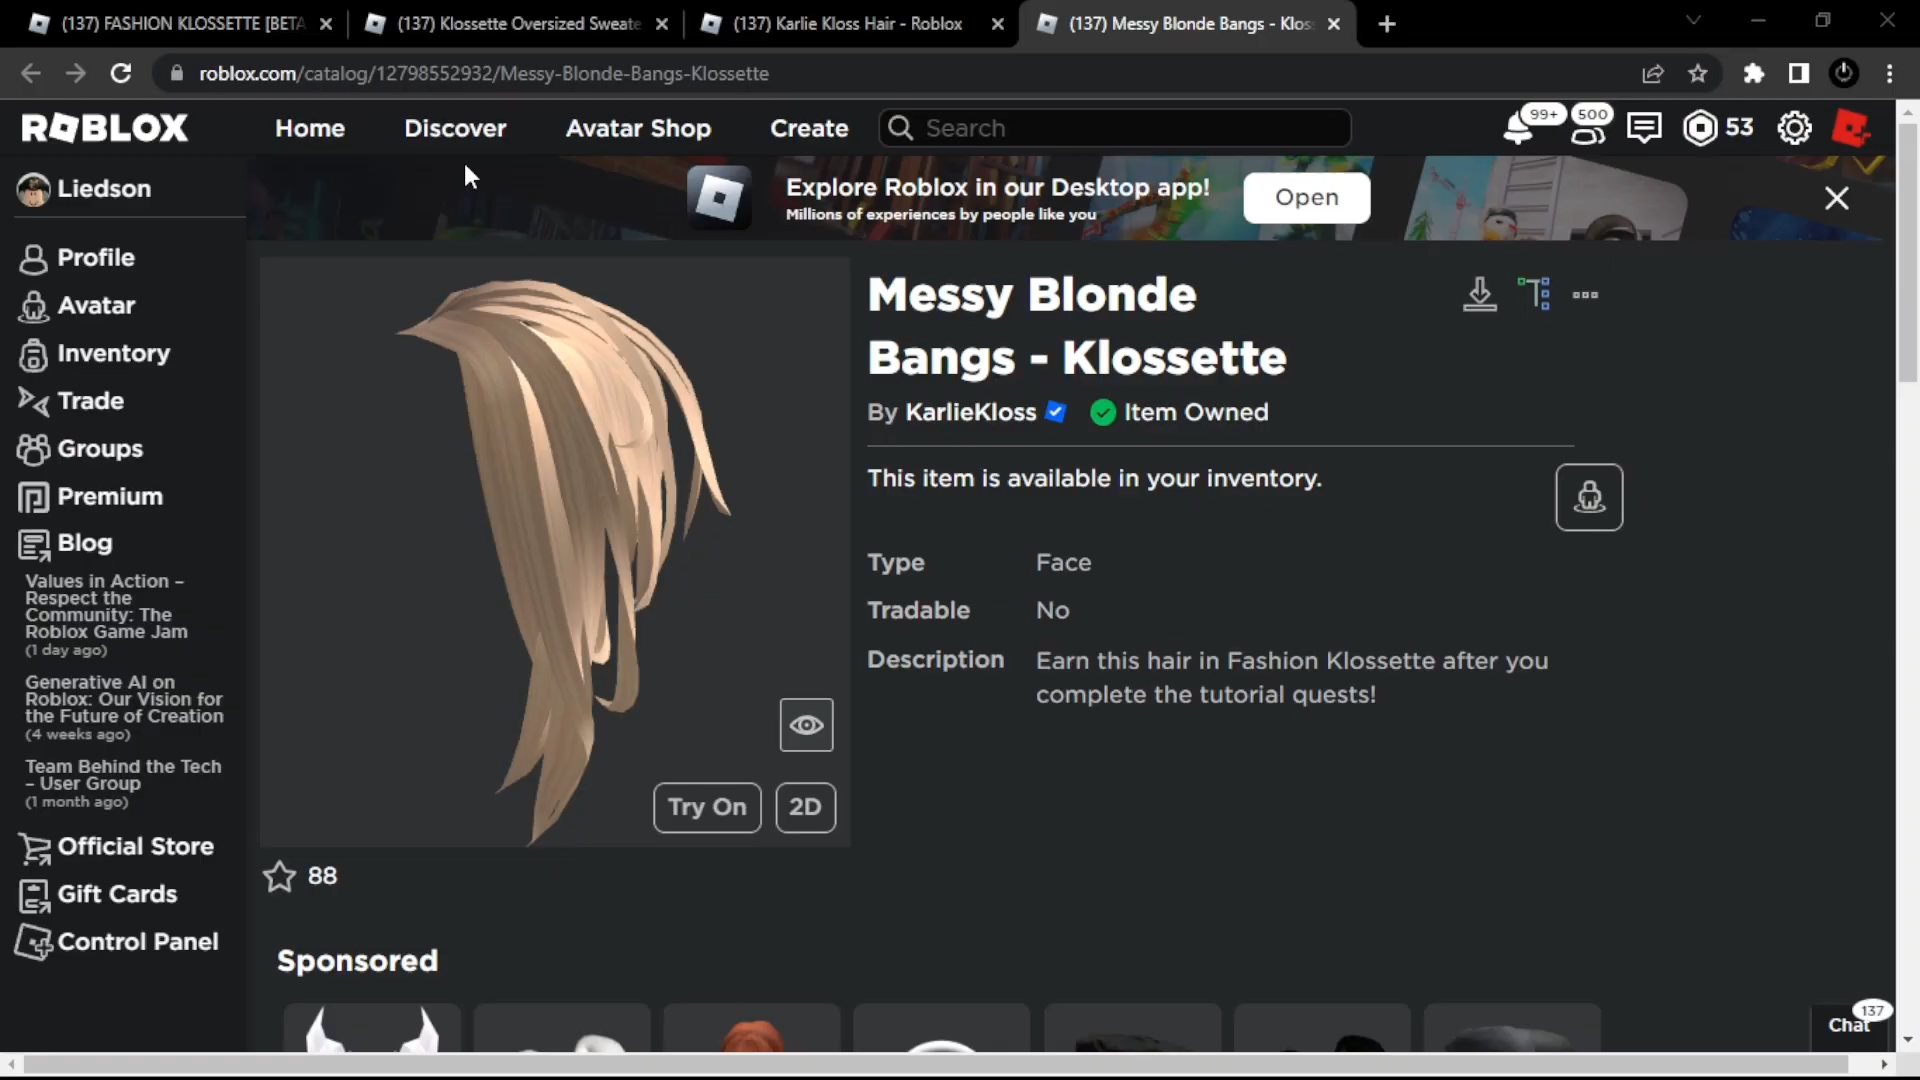 (137) FASHION KLOSSETTE [BETA
(137) Klossette Oversized Sweate
(137) Karlie Kloss Hair - Roblox
(137) Messy Blonde Bangs - Klos
roblox.com/catalog/12798552932/Messy-Blonde-Bangs-Klossette
ROBLOX
Home
Discover
Avatar Shop
Create
Search
99+
500
53
Liedson
Explore Roblox in our Desktop app!
Millions of experiences by people like you
Open
Profile
Avatar
Inventory
Trade
Groups
Premium
Blog
Values in Action –
Respect the
Community: The
Roblox Game Jam
(1 day ago)
Generative AI on
Roblox: Our Vision for
the Future of Creation
(4 weeks ago)
Team Behind the Tech
– User Group
(1 month ago)
Official Store
Gift Cards
Control Panel
Try On
2D
88
Messy Blonde
Bangs - Klossette
By KarlieKloss
Item Owned
This item is available in your inventory.
Type Face
Tradable No
Description Earn this hair in Fashion Klossette after you
complete the tutorial quests!
Sponsored
Chat
137